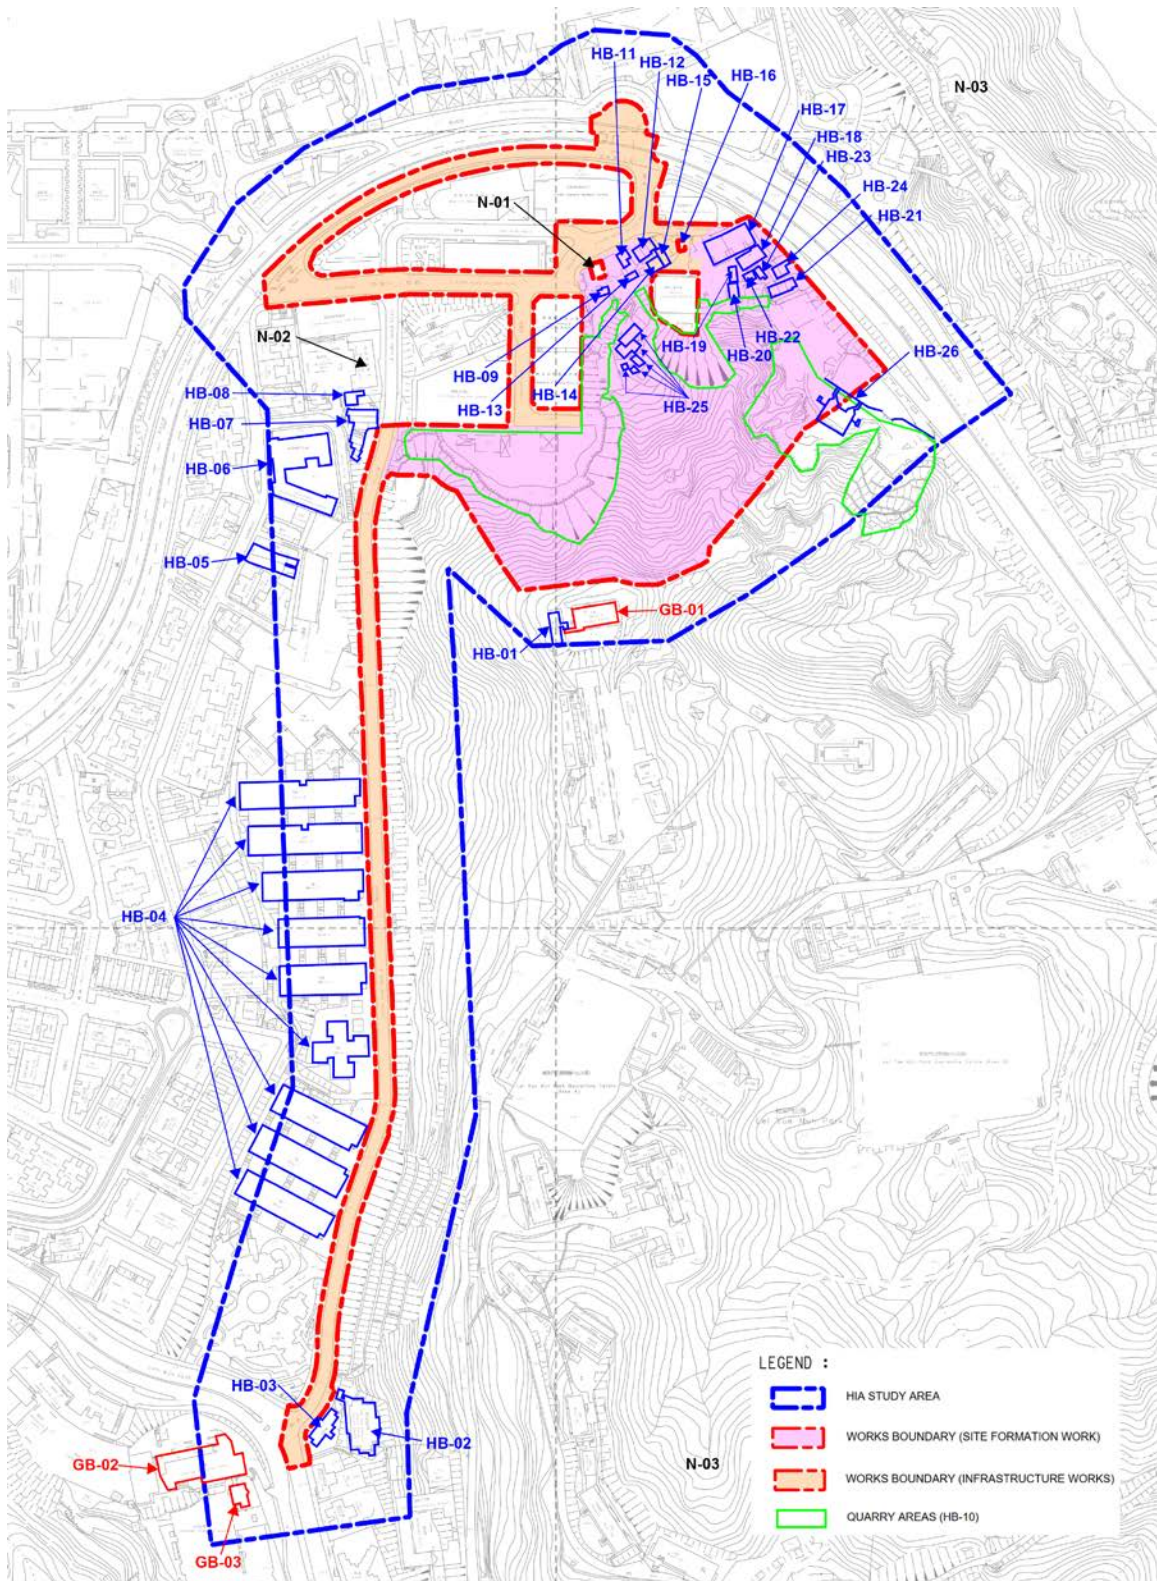 HB-11
HB-12
HB-15
HB-16
N-03
HB-17
HB-18
HB-23
HB-24
HB-21
N-01
N-02
HB-08
HB-07
HB-06
HB-05
HB-09
HB-13
HB-14
HB-19
HB-20
HB-22
HB-25
HB-26
GB-01
HB-01
HB-04
HB-03
HB-02
GB-02
GB-03
N-03
LEGEND :
HIA STUDY AREA
WORKS BOUNDARY (SITE FORMATION WORK)
WORKS BOUNDARY (INFRASTRUCTURE WORKS)
QUARRY AREAS (HB-10)